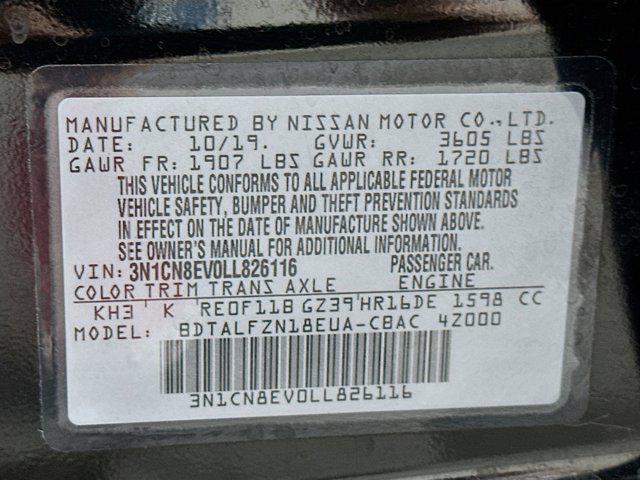 MANUFACTURED BY NISSAN MOTOR CO., LTD.
DATE: 10/19. GVWR: 3605 LBS
GAWR FR: 1907 LBS GAWR RR: 1720 LBS
THIS VEHICLE CONFORMS TO ALL APPLICABLE FEDERAL MOTOR
VEHICLE SAFETY, BUMPER AND THEFT PREVENTION STANDARDS
IN EFFECT ON THE DATE OF MANUFACTURE SHOWN ABOVE.
SEE OWNER'S MANUAL FOR ADDITIONAL INFORMATION.
VIN: 3N1CN8EV0LL826116 PASSENGER CAR.
COLOR TRIM TRANS AXLE ENGINE
KH3 K RE0F11B GZ39 HR16DE 1598 CC
MODEL: BDTALFZN18EUA-C8AC 4Z000
3N1CN8EV0LL826116